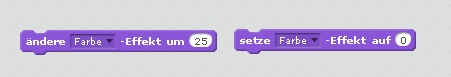 ändere Farbe -Effekt um 25
setze Farbe -Effekt auf 0